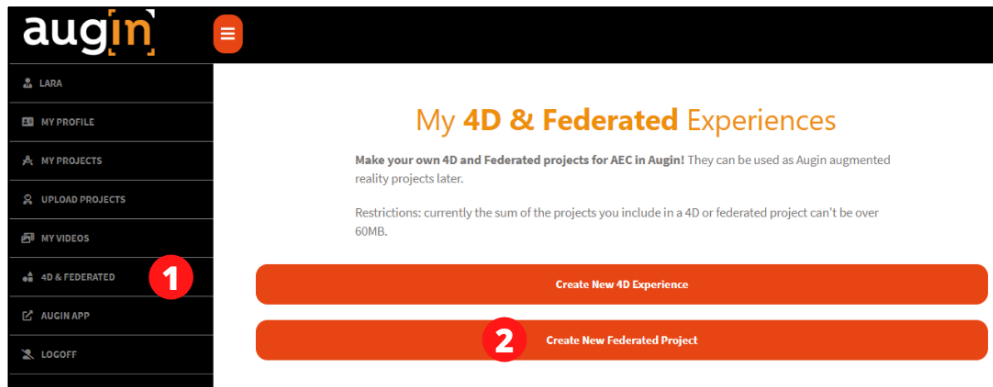 augin
LARA
MY PROFILE
MY PROJECTS
UPLOAD PROJECTS
MY VIDEOS
4D & FEDERATED
1
AUGIN APP
LOGOFF
My 4D & Federated Experiences
Make your own 4D and Federated projects for AEC in Augin! They can be used as Augin augmented
reality projects later.
Restrictions: currently the sum of the projects you include in a 4D or federated project can't be over
60MB.
Create New 4D Experience
2
Create New Federated Project